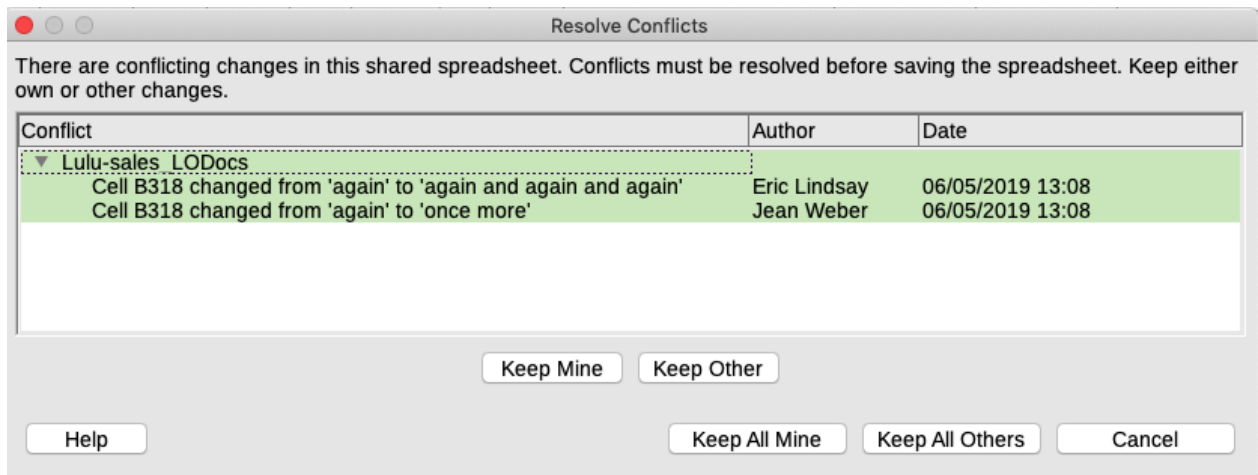 Resolve Conflicts
There are conflicting changes in this shared spreadsheet. Conflicts must be resolved before saving the spreadsheet. Keep either
own or other changes.
Conflict Author Date
Lulu-sales_LODocs
Cell B318 changed from 'again' to 'again and again and again' Eric Lindsay 06/05/2019 13:08
Cell B318 changed from 'again' to 'once more' Jean Weber 06/05/2019 13:08
Keep Mine Keep Other
Help Keep All Mine Keep All Others Cancel